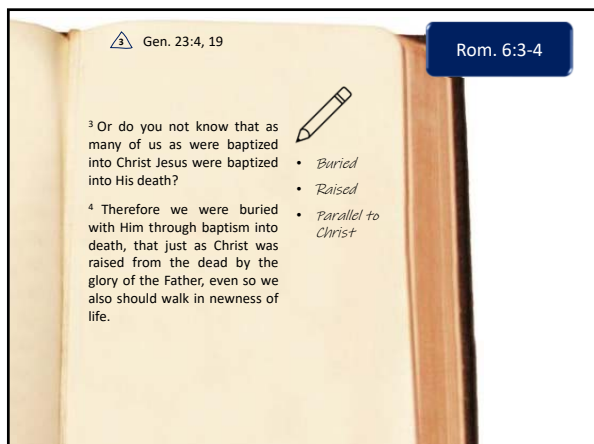 3 Gen. 23:4, 19
Rom. 6:3-4
3 Or do you not know that as
many of us as were baptized
into Christ Jesus were baptized
into His death?
4 Therefore we were buried
with Him through baptism into
death, that just as Christ was
raised from the dead by the
glory of the Father, even so we
also should walk in newness of
life.
• Buried
• Raised
• Parallel to
Christ